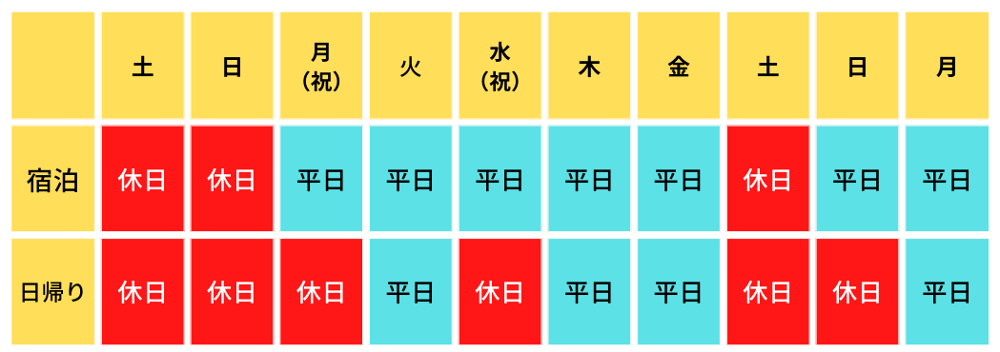 土 日 月（祝） 火 水（祝） 木 金 土 日 月
宿泊 休日 休日 平日 平日 平日 平日 平日 休日 平日 平日
日帰り 休日 休日 休日 平日 休日 平日 平日 休日 休日 平日